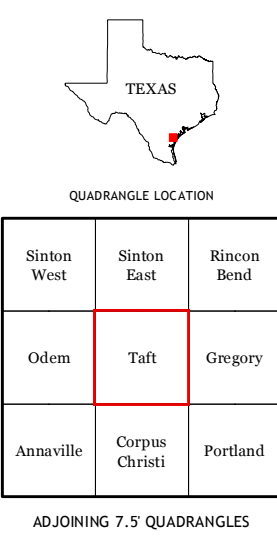 TEXAS
QUADRANGLE LOCATION
Sinton West
Sinton East
Rincon Bend
Odem
Taft
Gregory
Annaville
Corpus Christi
Portland
ADJOINING 7.5' QUADRANGLES